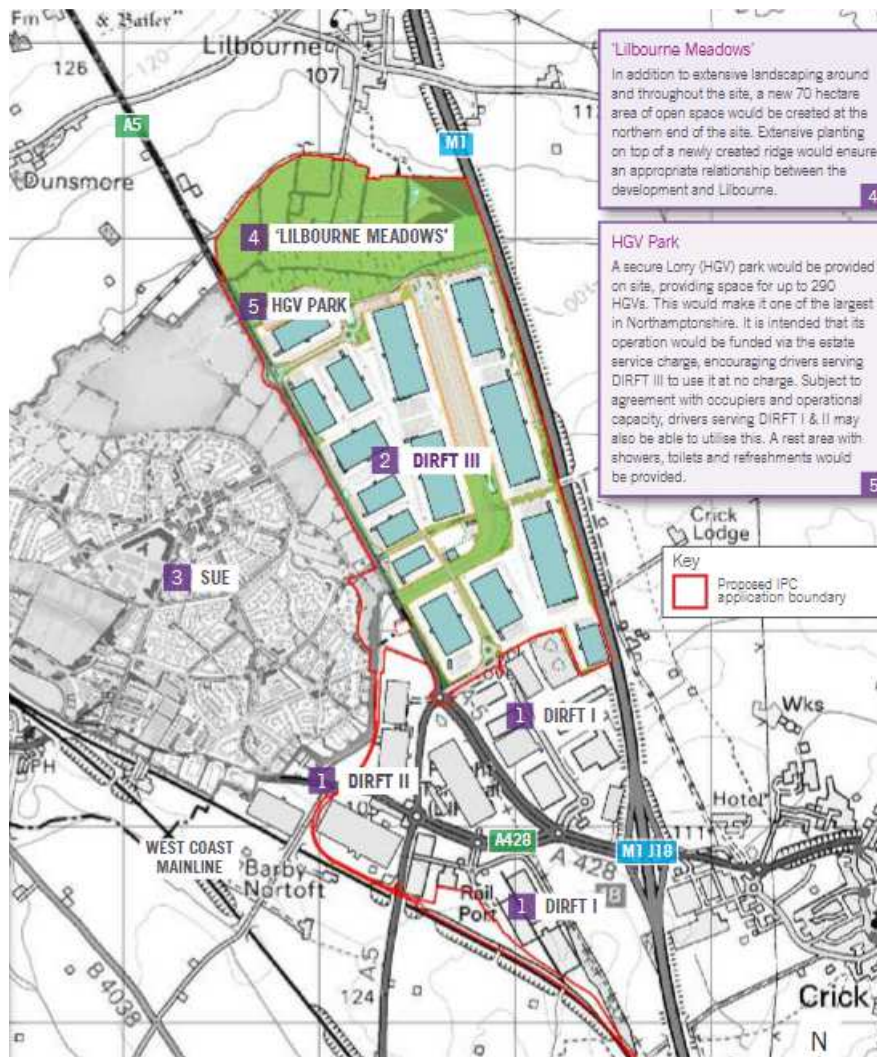 Fm
& Bailey
Lilbourne
107
126
120
A5
M1
Dunsmore
'Lilbourne Meadows'
In addition to extensive landscaping around
and throughout the site, a new 70 hectare
area of open space would be created at the
northern end of the site. Extensive planting
on top of a newly created ridge would ensure
an appropriate relationship between the
development and Lilbourne.
4
4 'LILBOURNE MEADOWS'
5 HGV PARK
HGV Park
A secure Lorry (HGV) park would be provided
on site, providing space for up to 290
HGVs. This would make it one of the largest
in Northamptonshire. It is intended that its
operation would be funded via the estate
service charge, encouraging drivers serving
DIRFT III to use it at no charge. Subject to
agreement with occupiers and operational
capacity, drivers serving DIRFT I & II may
also be able to utilise this. A rest area with
showers, toilets and refreshments would
be provided.
5
100
2 DIRFT III
Crick
Lodge
Key
Proposed IPC
application boundary
3 SUE
1 DIRFT I
Wks
PH
1 DIRFT II
Hotel
A428
A 428
M1 J18
111
WEST COAST
MAINLINE
Barby
Nortoft
Rail
Port
1 DIRFT I
18
A5
B 4038
124
Crick
N